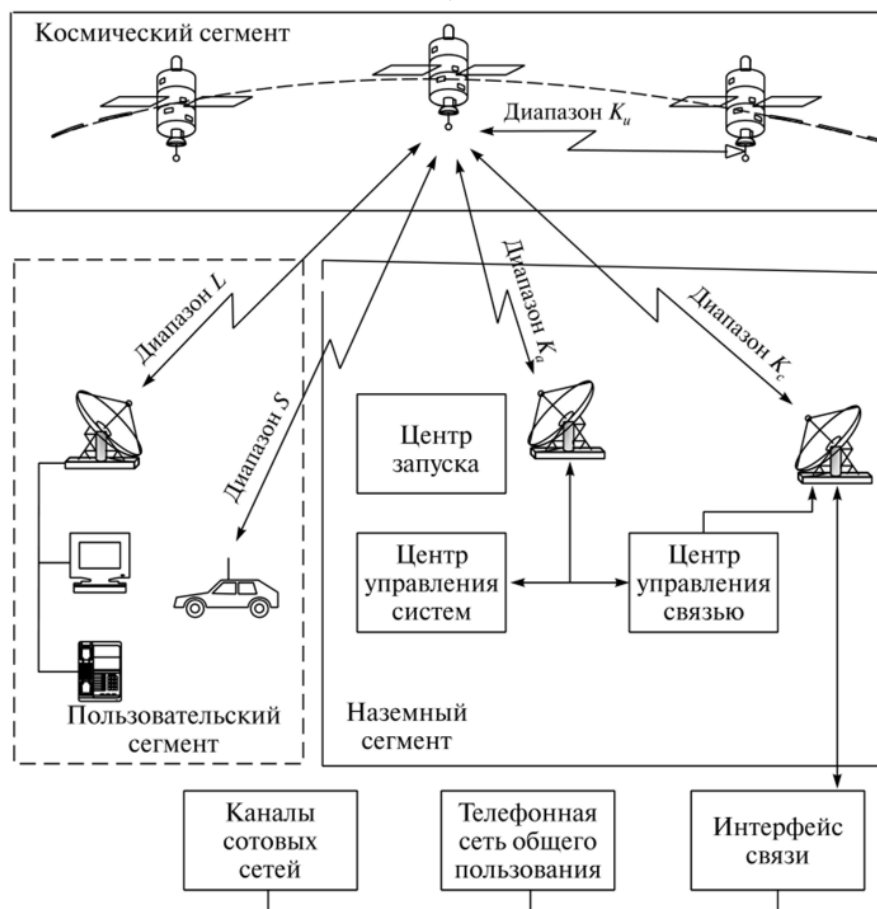 Космический сегмент
Диапазон Ku
Диапазон L
Диапазон S
Диапазон Ka
Диапазон Kc
Центр
запуска
Центр
управления
систем
Центр
управления
связью
Пользовательский
сегмент
Наземный
сегмент
Каналы
сотовых
сетей
Телефонная
сеть общего
пользования
Интерфейс
связи